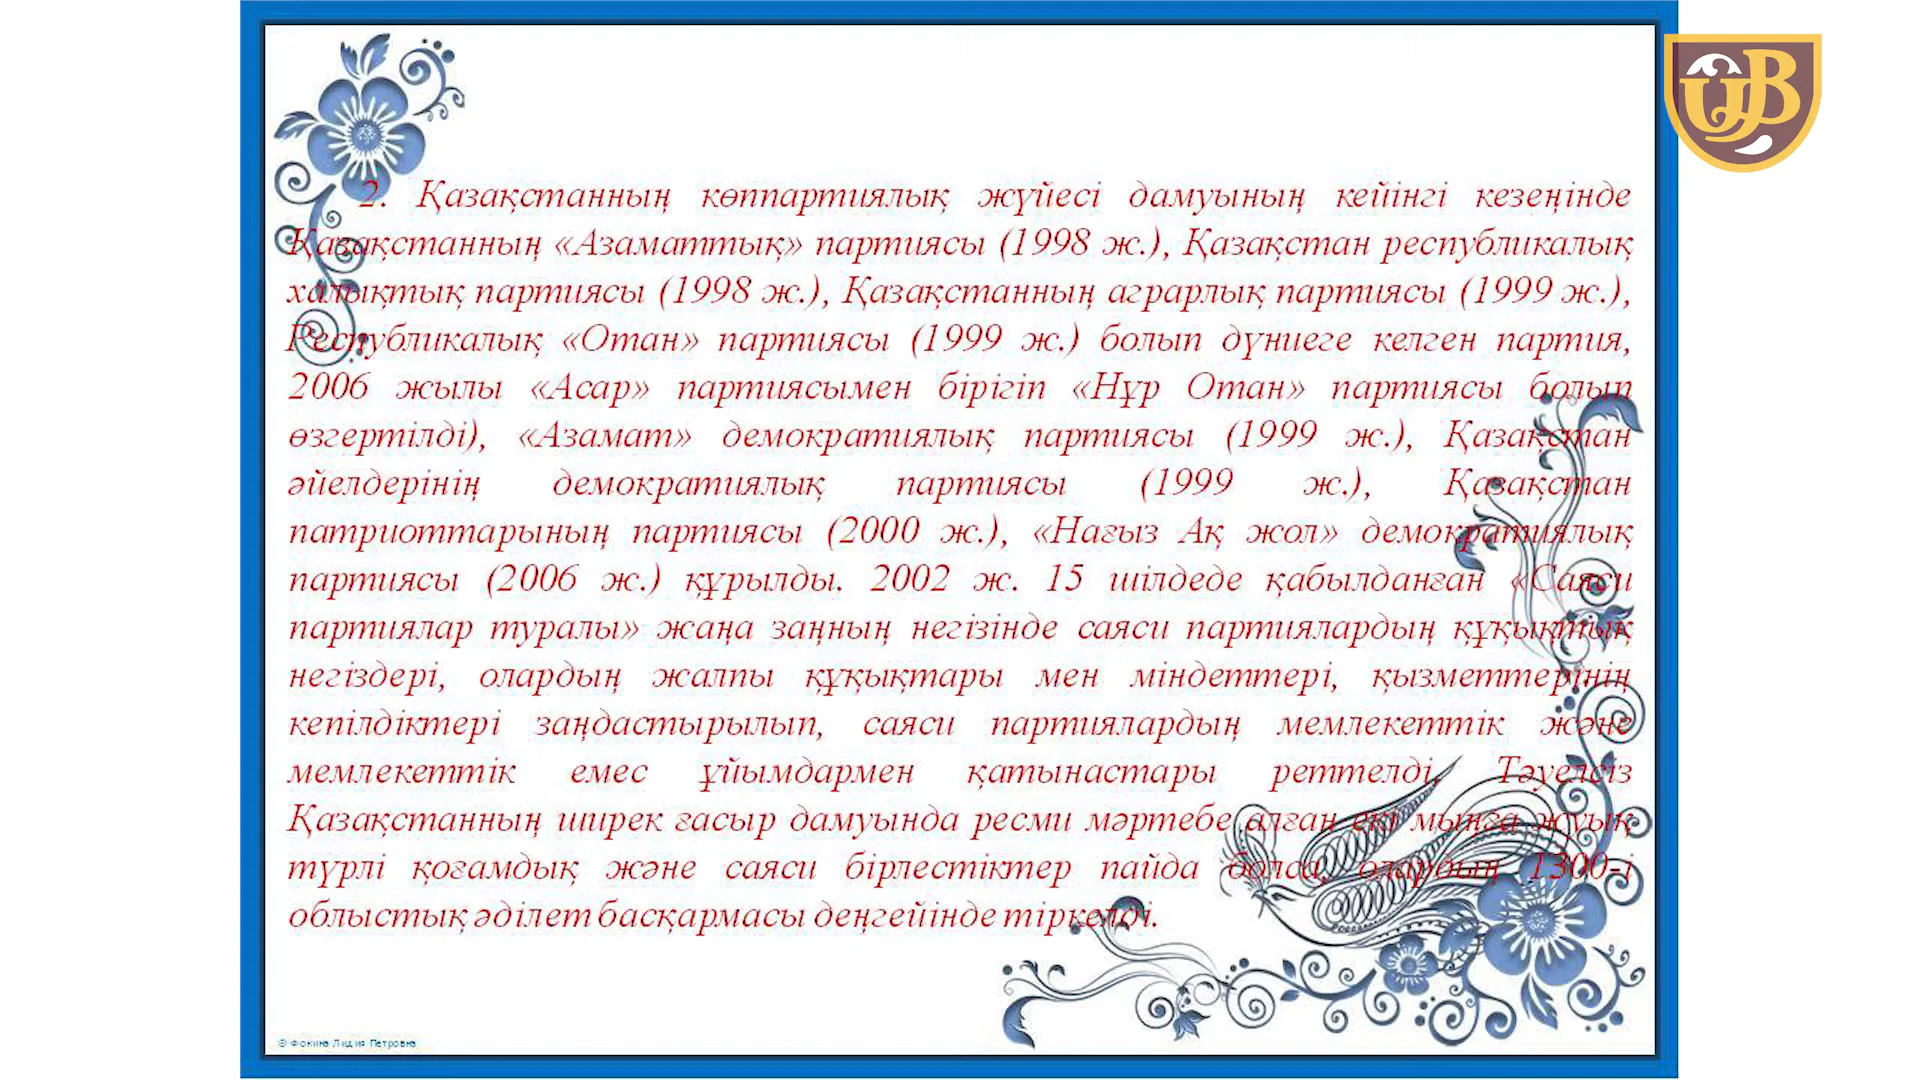 2. Қазақстанның көппартиялық жүйесі дамуының кейінгі кезеңінде
Қазақстанның «Азаматтық» партиясы (1998 ж.), Қазақстан республикалық
халықтық партиясы (1998 ж.), Қазақстанның аграрлық партиясы (1999 ж.),
Республикалық «Отан» партиясы (1999 ж.) болып дүниеге келген партия,
2006 жылы «Асар» партиясымен бірігіп «Нұр Отан» партиясы болып
өзгертілді), «Азамат» демократиялық партиясы (1999 ж.), Қазақстан
әйелдерінің демократиялық партиясы (1999 ж.), Қазақстан
патриоттарының партиясы (2000 ж.), «Нағыз Ақ жол» демократиялық
партиясы (2006 ж.) құрылды. 2002 ж. 15 шілдеде қабылданған «Саяси
партиялар туралы» жаңа заңның негізінде саяси партиялардың құқықтық
негіздері, олардың жалпы құқықтары мен міндеттері, қызметтерінің
кепілдіктері заңдастырылып, саяси партиялардың мемлекеттік және
мемлекеттік емес ұйымдармен қатынастары реттелді. Тәуелсіз
Қазақстанның ширек ғасыр дамуында ресми мәртебе алған екі мыңға жуық
түрлі қоғамдық және саяси бірлестіктер пайда болса, олардың 1300-і
облыстық әділет басқармасы деңгейінде тіркелді.
© Фокина Лидия Петровна